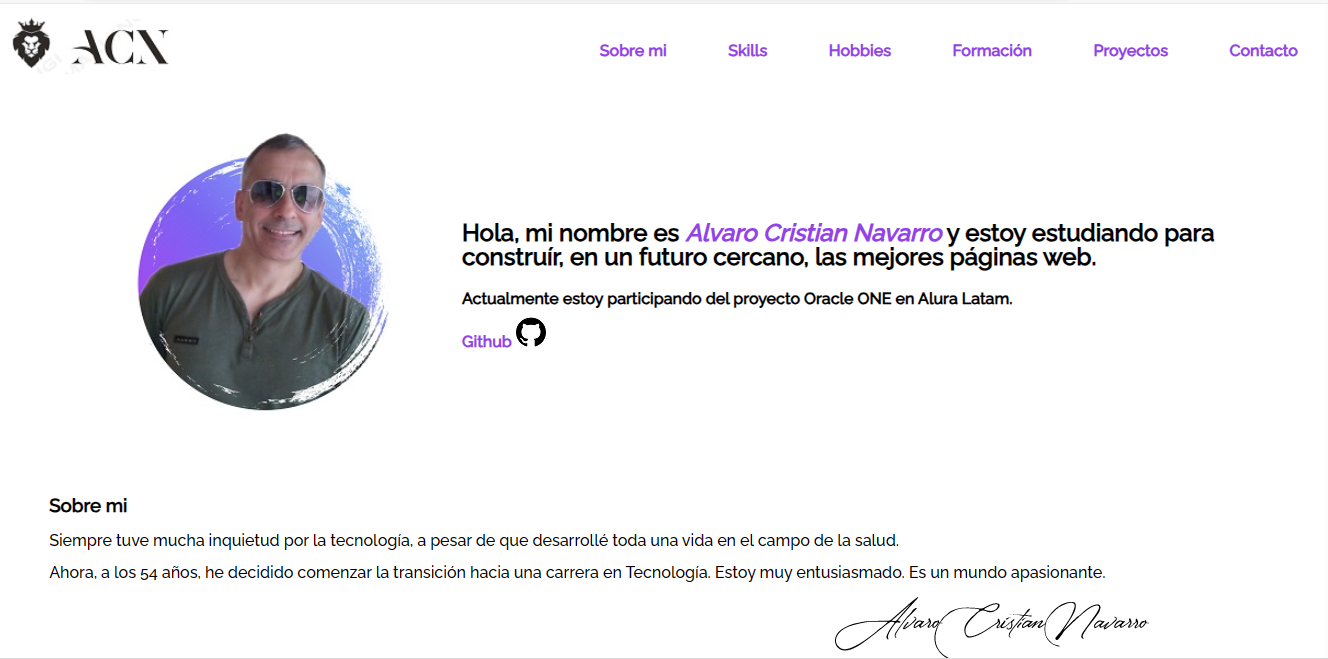 ACX
Sobre mi
Skills
Hobbies
Formación
Proyectos
Contacto
Hola, mi nombre es Alvaro Cristian Navarro y estoy estudiando para
construír, en un futuro cercano, las mejores páginas web.
Actualmente estoy participando del proyecto Oracle ONE en Alura Latam.
Github
Sobre mi
Siempre tuve mucha inquietud por la tecnología, a pesar de que desarrollé toda una vida en el campo de la salud.
Ahora, a los 54 años, he decidido comenzar la transición hacia una carrera en Tecnología. Estoy muy entusiasmado. Es un mundo apasionante.
Alvaro Cristian Navarro